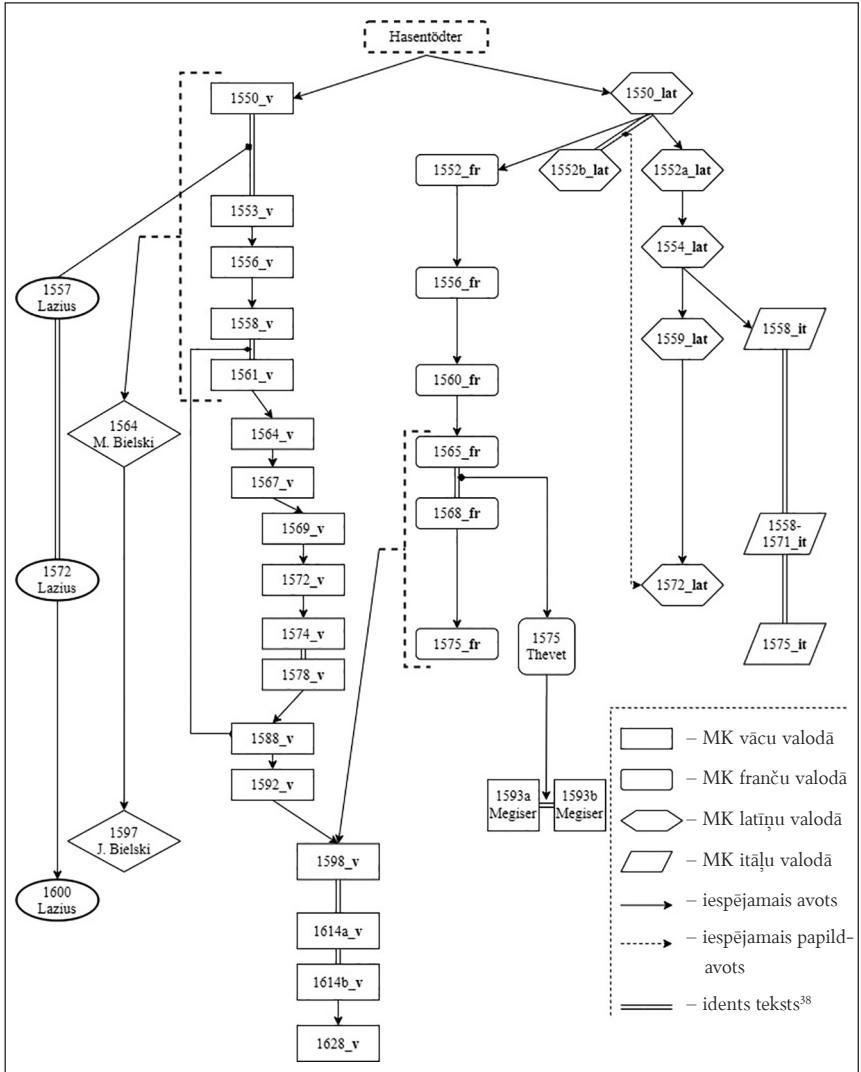 Hasentödter
1550_v
1550_lat
1552_fr
1552b_lat
1552a_lat
1553_v
1556_v
1554_lat
1557
Lazius
1556_fr
1558_v
1558_it
1559_lat
1561_v
1560_fr
1564
M. Bielski
1564_v
1565_fr
1567_v
1568_fr
1569_v
1558-
1571_it
1572
Lazius
1572_v
1572_lat
1574_v
1575_fr
1575
Thevet
1575_it
1578_v
1588_v
1592_v
1593a
Megiser
1593b
Megiser
1597
J. Bielski
1598_v
1600
Lazius
1614a_v
1614b_v
1628_v
– MK vācu valodā
– MK franču valodā
– MK latīņu valodā
– MK itāļu valodā
– iespējamais avots
– iespējamais papild-
avots
– idents teksts³⁸